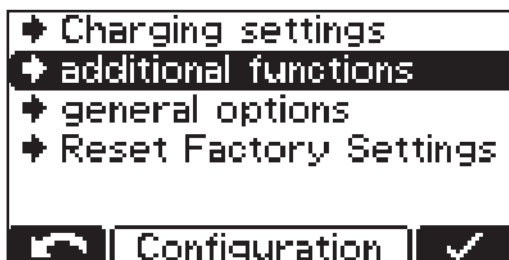 Charging settings
additional functions
general options
Reset Factory Settings
Configuration